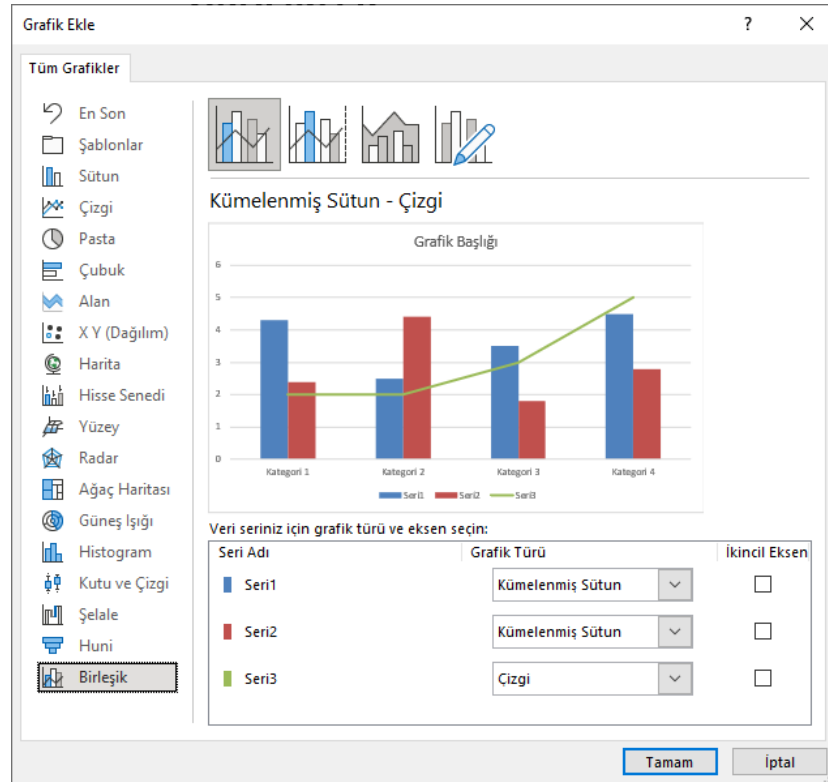 Grafik Ekle
?
Tüm Grafikler
En Son
Şablonlar
Sütun
Çizgi
Pasta
Çubuk
Alan
X Y (Dağılım)
Harita
Hisse Senedi
Yüzey
Radar
Ağaç Haritası
Güneş Işığı
Histogram
Kutu ve Çizgi
Şelale
Huni
Birleşik
Kümelenmiş Sütun - Çizgi
Grafik Başlığı
6
5
4
3
2
1
0
Kategori 1 Kategori 2 Kategori 3 Kategori 4
Seri1 Seri2 Seri3
Veri seriniz için grafik türü ve eksen seçin:
Seri Adı Grafik Türü İkincil Eksen
Seri1 Kümelenmiş Sütun
Seri2 Kümelenmiş Sütun
Seri3 Çizgi
Tamam İptal